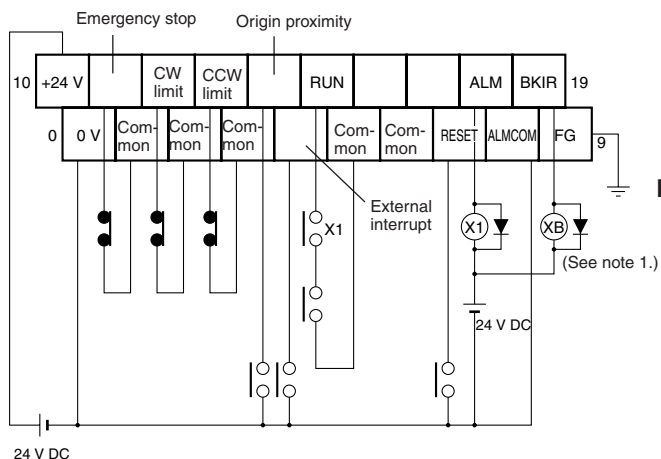 Emergency stop
Origin proximity
10
+24 V
CW
limit
CCW
limit
RUN
ALM
BKIR
19
0
0 V
Com-
mon
Com-
mon
Com-
mon
Com-
mon
Com-
mon
RESET
ALMCOM
FG
9
External
interrupt
X1
X1
XB
(See note 1.)
24 V DC
24 V DC